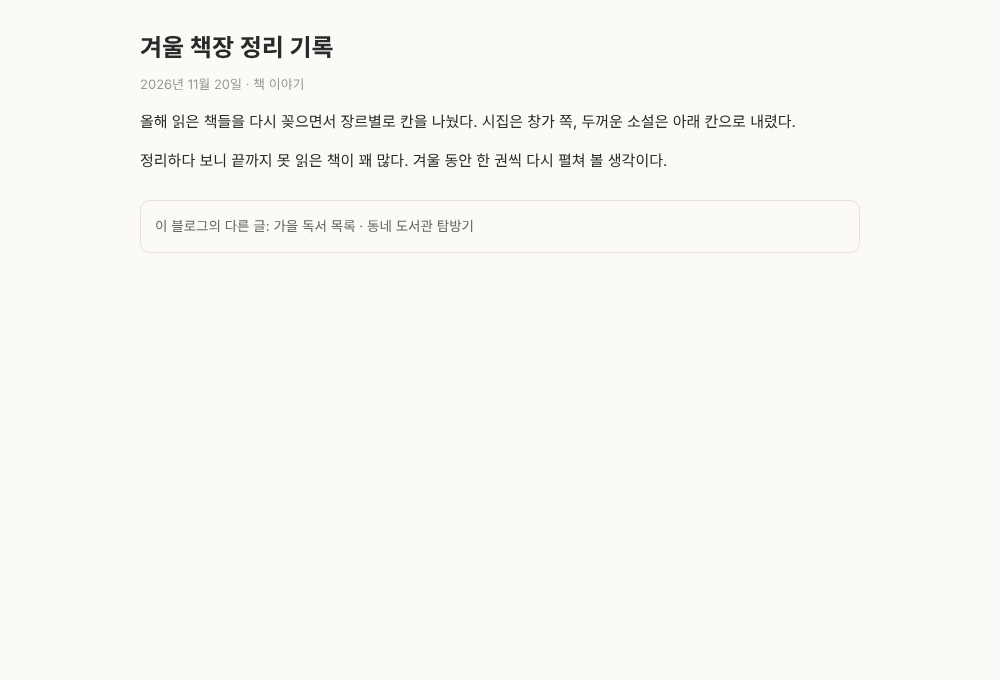 겨울 책장 정리 기록
2026년 11월 20일 · 책 이야기
올해 읽은 책들을 다시 꽂으면서 장르별로 칸을 나눴다. 시집은 창가 쪽, 두꺼운 소설은 아래 칸으로 내렸다.
정리하다 보니 끝까지 못 읽은 책이 꽤 많다. 겨울 동안 한 권씩 다시 펼쳐 볼 생각이다.
이 블로그의 다른 글: 가을 독서 목록 · 동네 도서관 탐방기